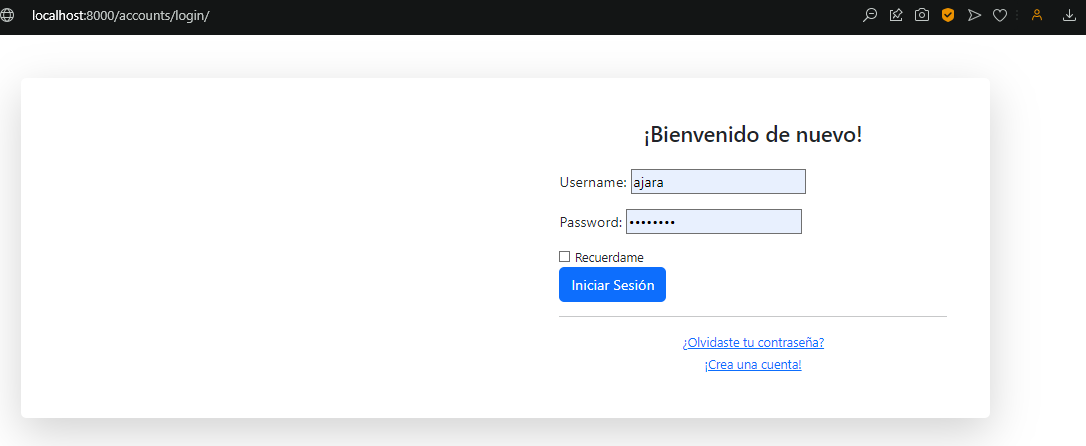 localhost:8000/accounts/login/
¡Bienvenido de nuevo!
Username: ajara
Password: ••••••••
Recuerdame
Iniciar Sesión
¿Olvidaste tu contraseña?
¡Crea una cuenta!